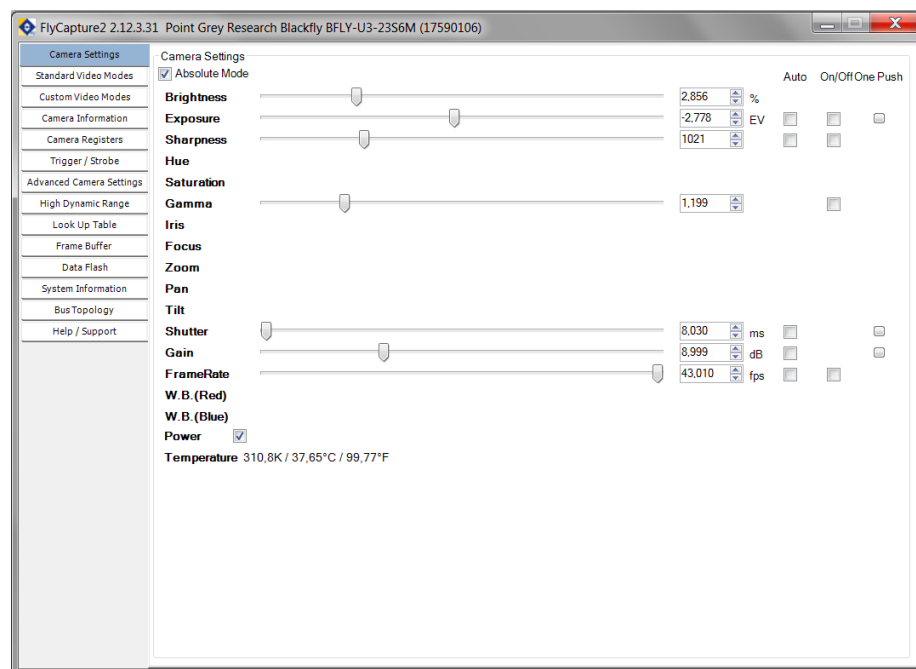 FlyCapture2 2.12.3.31 Point Grey Research Blackfly BFLY-U3-23S6M (17590106)
Camera Settings
Standard Video Modes
Custom Video Modes
Camera Information
Camera Registers
Trigger / Strobe
Advanced Camera Settings
High Dynamic Range
Look Up Table
Frame Buffer
Data Flash
System Information
Bus Topology
Help / Support
Camera Settings
Absolute Mode
Auto On/Off One Push
Brightness 2,856 %
Exposure -2,778 EV
Sharpness 1021
Hue
Saturation
Gamma 1,199
Iris
Focus
Zoom
Pan
Tilt
Shutter 8,030 ms
Gain 8,999 dB
FrameRate 43,010 fps
W.B.(Red)
W.B.(Blue)
Power
Temperature 310,8K / 37,65°C / 99,77°F